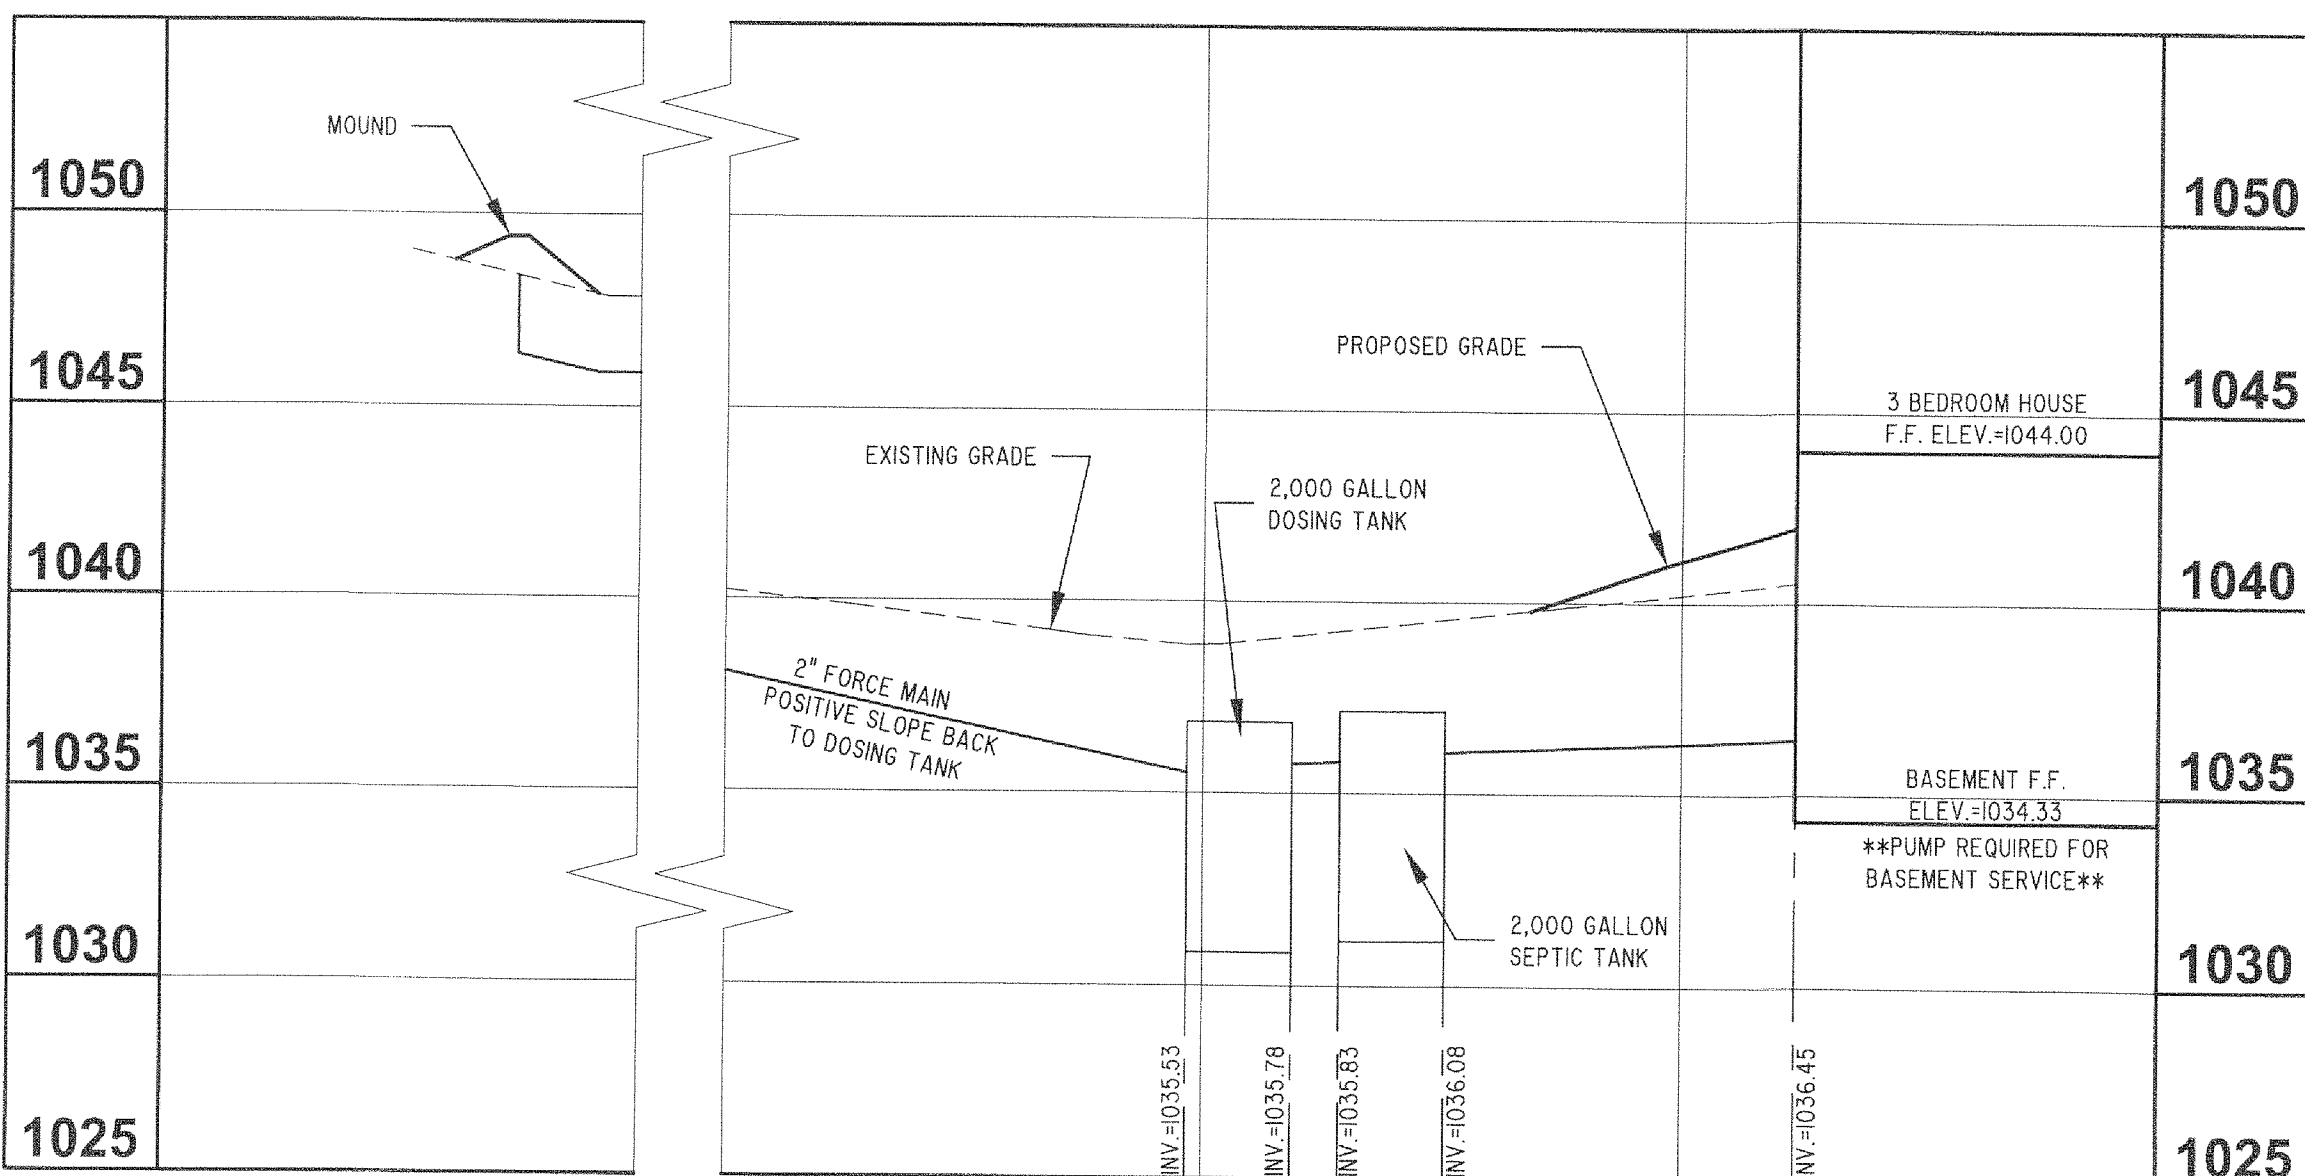 MOUND
1050
1050
1045
PROPOSED GRADE
1045
3 BEDROOM HOUSE
F.F. ELEV.=1044.00
EXISTING GRADE
2,000 GALLON
DOSING TANK
1040
1040
2" FORCE MAIN
POSITIVE SLOPE BACK
TO DOSING TANK
1035
1035
BASEMENT F.F.
ELEV.=1034.33
**PUMP REQUIRED FOR
BASEMENT SERVICE**
2,000 GALLON
SEPTIC TANK
1030
1030
INV.=1035.53
INV.=1035.78
INV.=1035.83
INV.=1036.08
INV.=1036.45
1025
1025